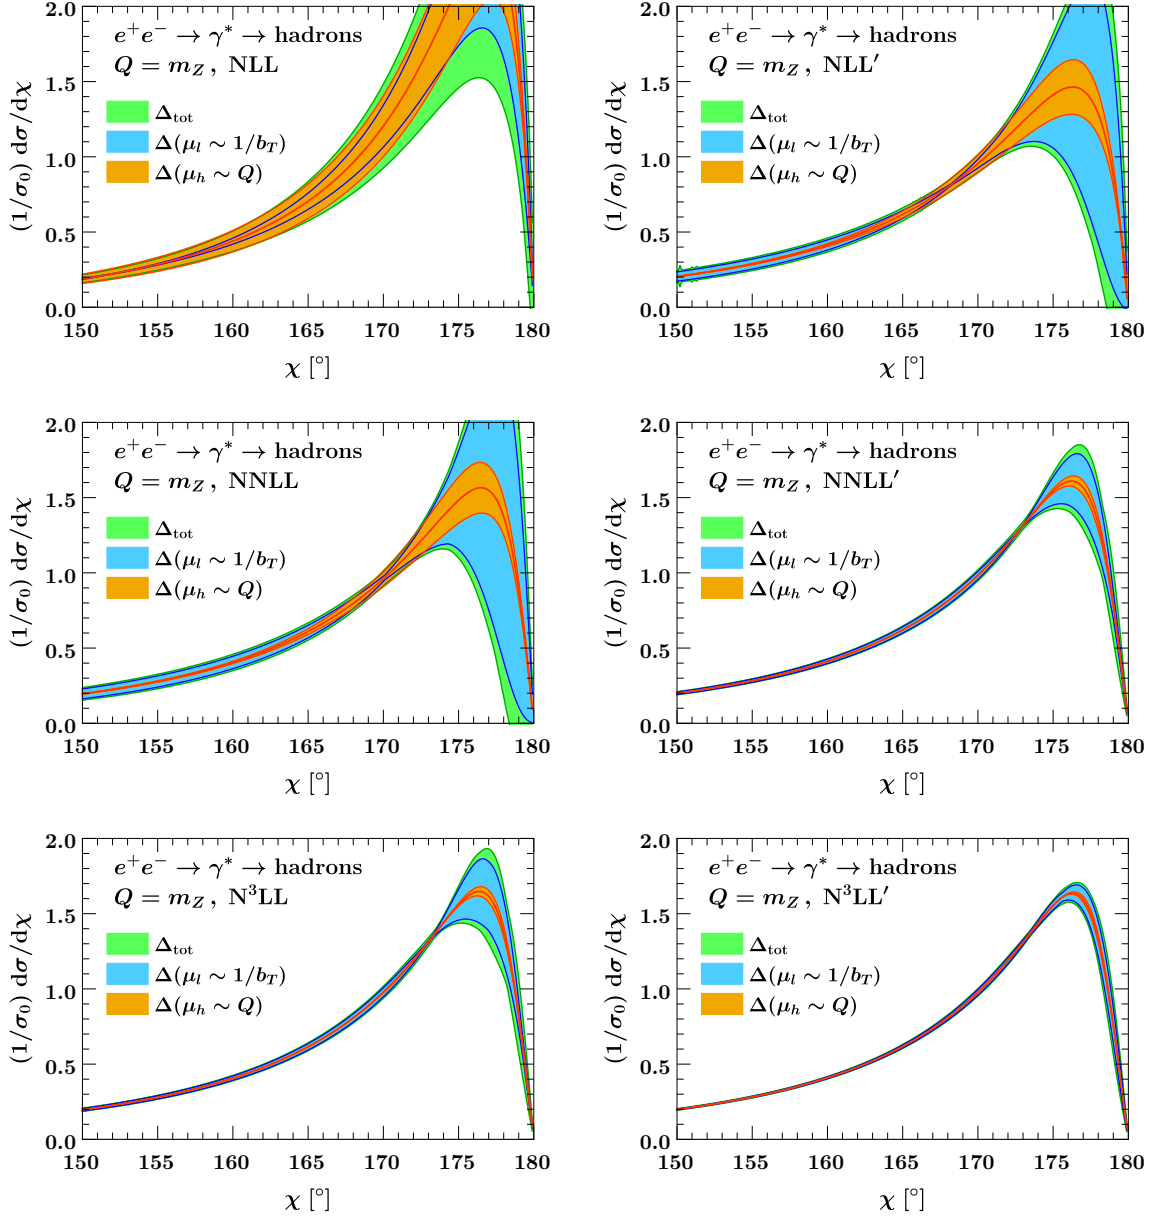 2.0
1.5
1.0
0.5
0.0
(1/σ₀) dσ/dχ
e⁺e⁻ → γ* → hadrons
Q = m_Z , NLL
Δ_tot
Δ(μ_l ∼ 1/b_T)
Δ(μ_h ∼ Q)
150 155 160 165 170 175 180
χ [°]
2.0
1.5
1.0
0.5
0.0
(1/σ₀) dσ/dχ
e⁺e⁻ → γ* → hadrons
Q = m_Z , NLL′
Δ_tot
Δ(μ_l ∼ 1/b_T)
Δ(μ_h ∼ Q)
150 155 160 165 170 175 180
χ [°]
2.0
1.5
1.0
0.5
0.0
(1/σ₀) dσ/dχ
e⁺e⁻ → γ* → hadrons
Q = m_Z , NNLL
Δ_tot
Δ(μ_l ∼ 1/b_T)
Δ(μ_h ∼ Q)
150 155 160 165 170 175 180
χ [°]
2.0
1.5
1.0
0.5
0.0
(1/σ₀) dσ/dχ
e⁺e⁻ → γ* → hadrons
Q = m_Z , NNLL′
Δ_tot
Δ(μ_l ∼ 1/b_T)
Δ(μ_h ∼ Q)
150 155 160 165 170 175 180
χ [°]
2.0
1.5
1.0
0.5
0.0
(1/σ₀) dσ/dχ
e⁺e⁻ → γ* → hadrons
Q = m_Z , N³LL
Δ_tot
Δ(μ_l ∼ 1/b_T)
Δ(μ_h ∼ Q)
150 155 160 165 170 175 180
χ [°]
2.0
1.5
1.0
0.5
0.0
(1/σ₀) dσ/dχ
e⁺e⁻ → γ* → hadrons
Q = m_Z , N³LL′
Δ_tot
Δ(μ_l ∼ 1/b_T)
Δ(μ_h ∼ Q)
150 155 160 165 170 175 180
χ [°]